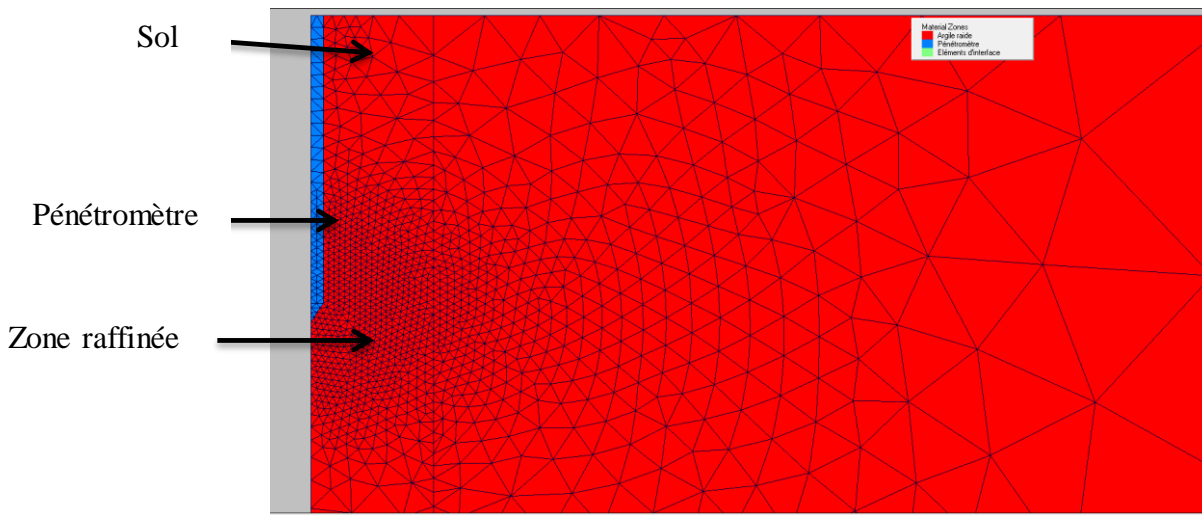 Sol
Material Zones
Argile raide
Pénétromètre
Eléments d'interface
Pénétromètre
Zone raffinée